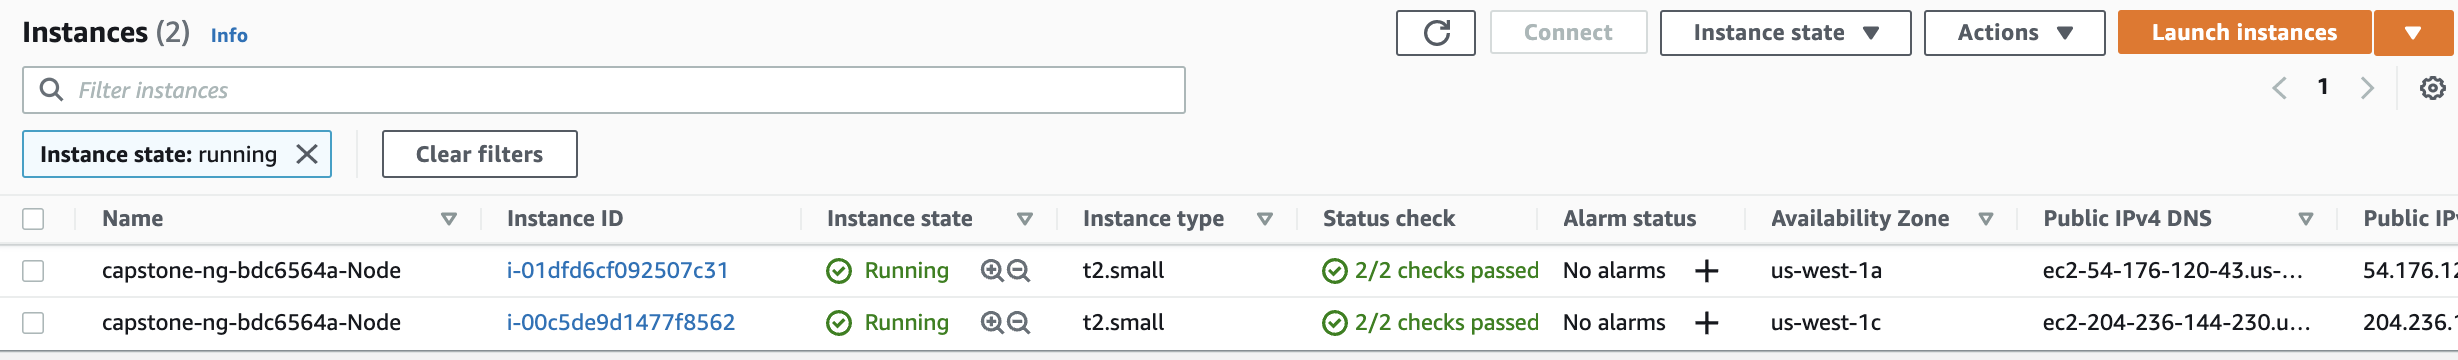 Instances (2) Info
Connect Instance state Actions Launch instances
Filter instances
1
Instance state: running Clear filters
Name Instance ID Instance state Instance type Status check Alarm status Availability Zone Public IPv4 DNS Public IPv
capstone-ng-bdc6564a-Node i-01dfd6cf092507c31 Running t2.small 2/2 checks passed No alarms + us-west-1a ec2-54-176-120-43.us-... 54.176.12
capstone-ng-bdc6564a-Node i-00c5de9d1477f8562 Running t2.small 2/2 checks passed No alarms + us-west-1c ec2-204-236-144-230.u... 204.236.1